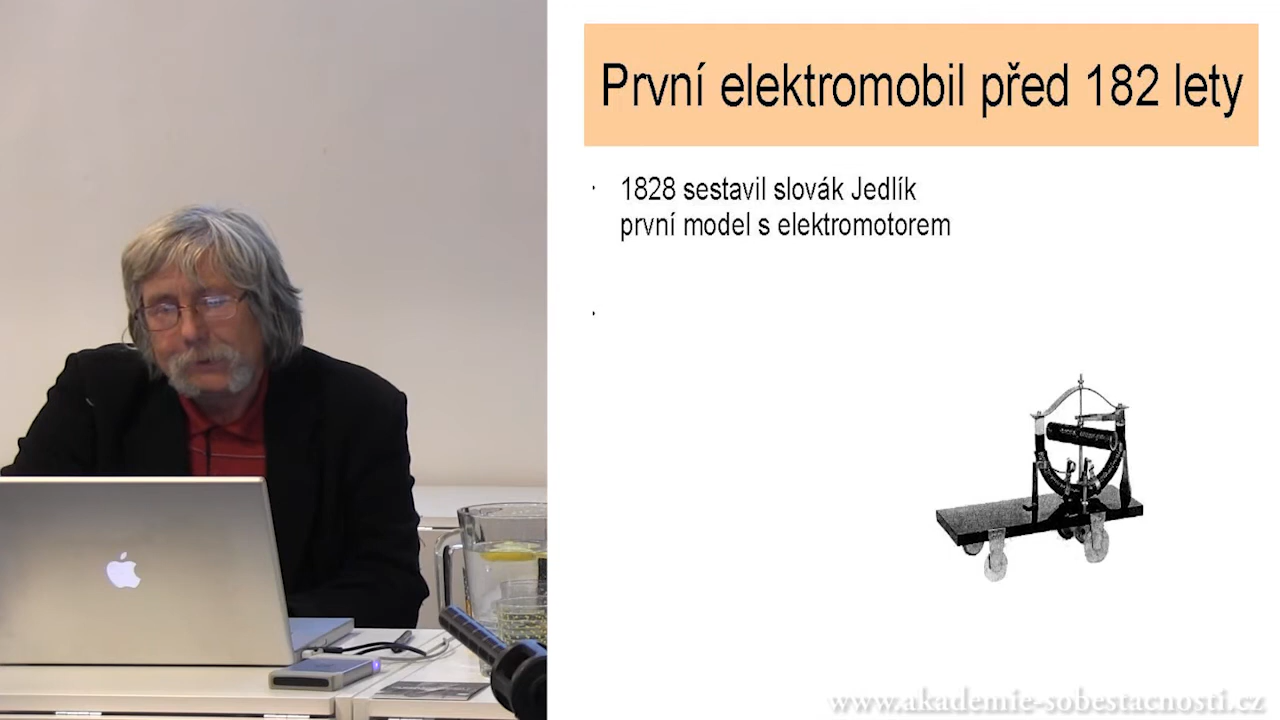 První elektromobil před 182 lety
1828 sestavil slovák Jedlík
první model s elektromotorem
www.akademie-sobestacnosti.cz